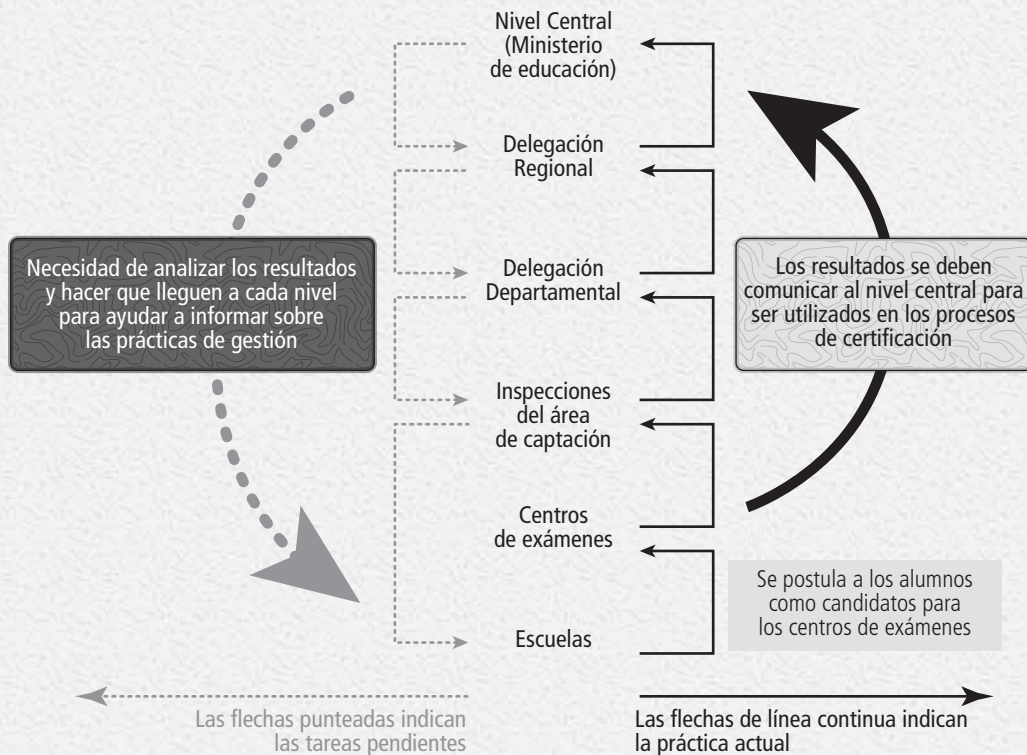 Nivel Central
(Ministerio
de educación)
Delegación
Regional
Necesidad de analizar los resultados
y hacer que lleguen a cada nivel
para ayudar a informar sobre
las prácticas de gestión
Delegación
Departamental
Los resultados se deben
comunicar al nivel central para
ser utilizados en los procesos
de certificación
Inspecciones
del área
de captación
Centros
de exámenes
Se postula a los alumnos
como candidatos para
los centros de exámenes
Escuelas
Las flechas punteadas indican
las tareas pendientes
Las flechas de línea continua indican
la práctica actual